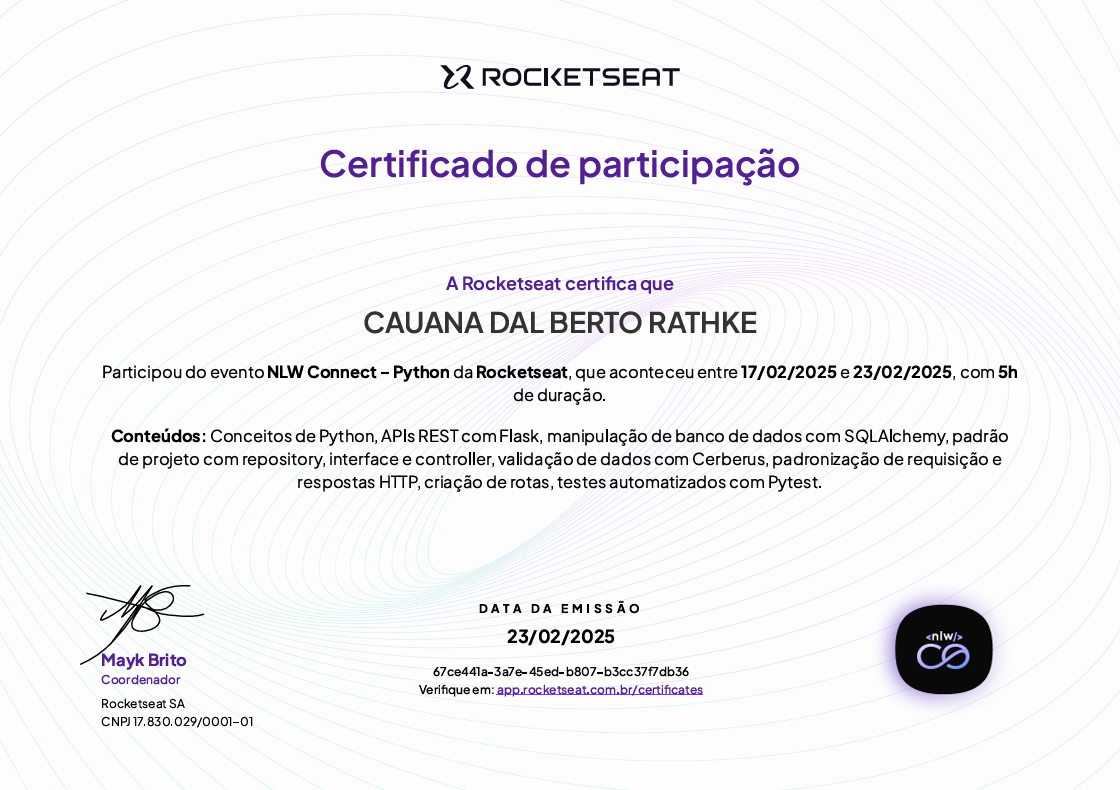 ROCKETSEAT
Certificado de participação
A Rocketseat certifica que
CAUANA DAL BERTO RATHKE
Participou do evento NLW Connect – Python da Rocketseat, que aconteceu entre 17/02/2025 e 23/02/2025, com 5h
de duração.
Conteúdos: Conceitos de Python, APIs REST com Flask, manipulação de banco de dados com SQLAlchemy, padrão
de projeto com repository, interface e controller, validação de dados com Cerberus, padronização de requisição e
respostas HTTP, criação de rotas, testes automatizados com Pytest.
Mayk Brito
Coordenador
Rocketseat SA
CNPJ 17.830.029/0001–01
DATA DA EMISSÃO
23/02/2025
67ce441a-3a7e-45ed-b807-b3cc37f7db36
Verifique em: app.rocketseat.com.br/certificates
<nlw/>